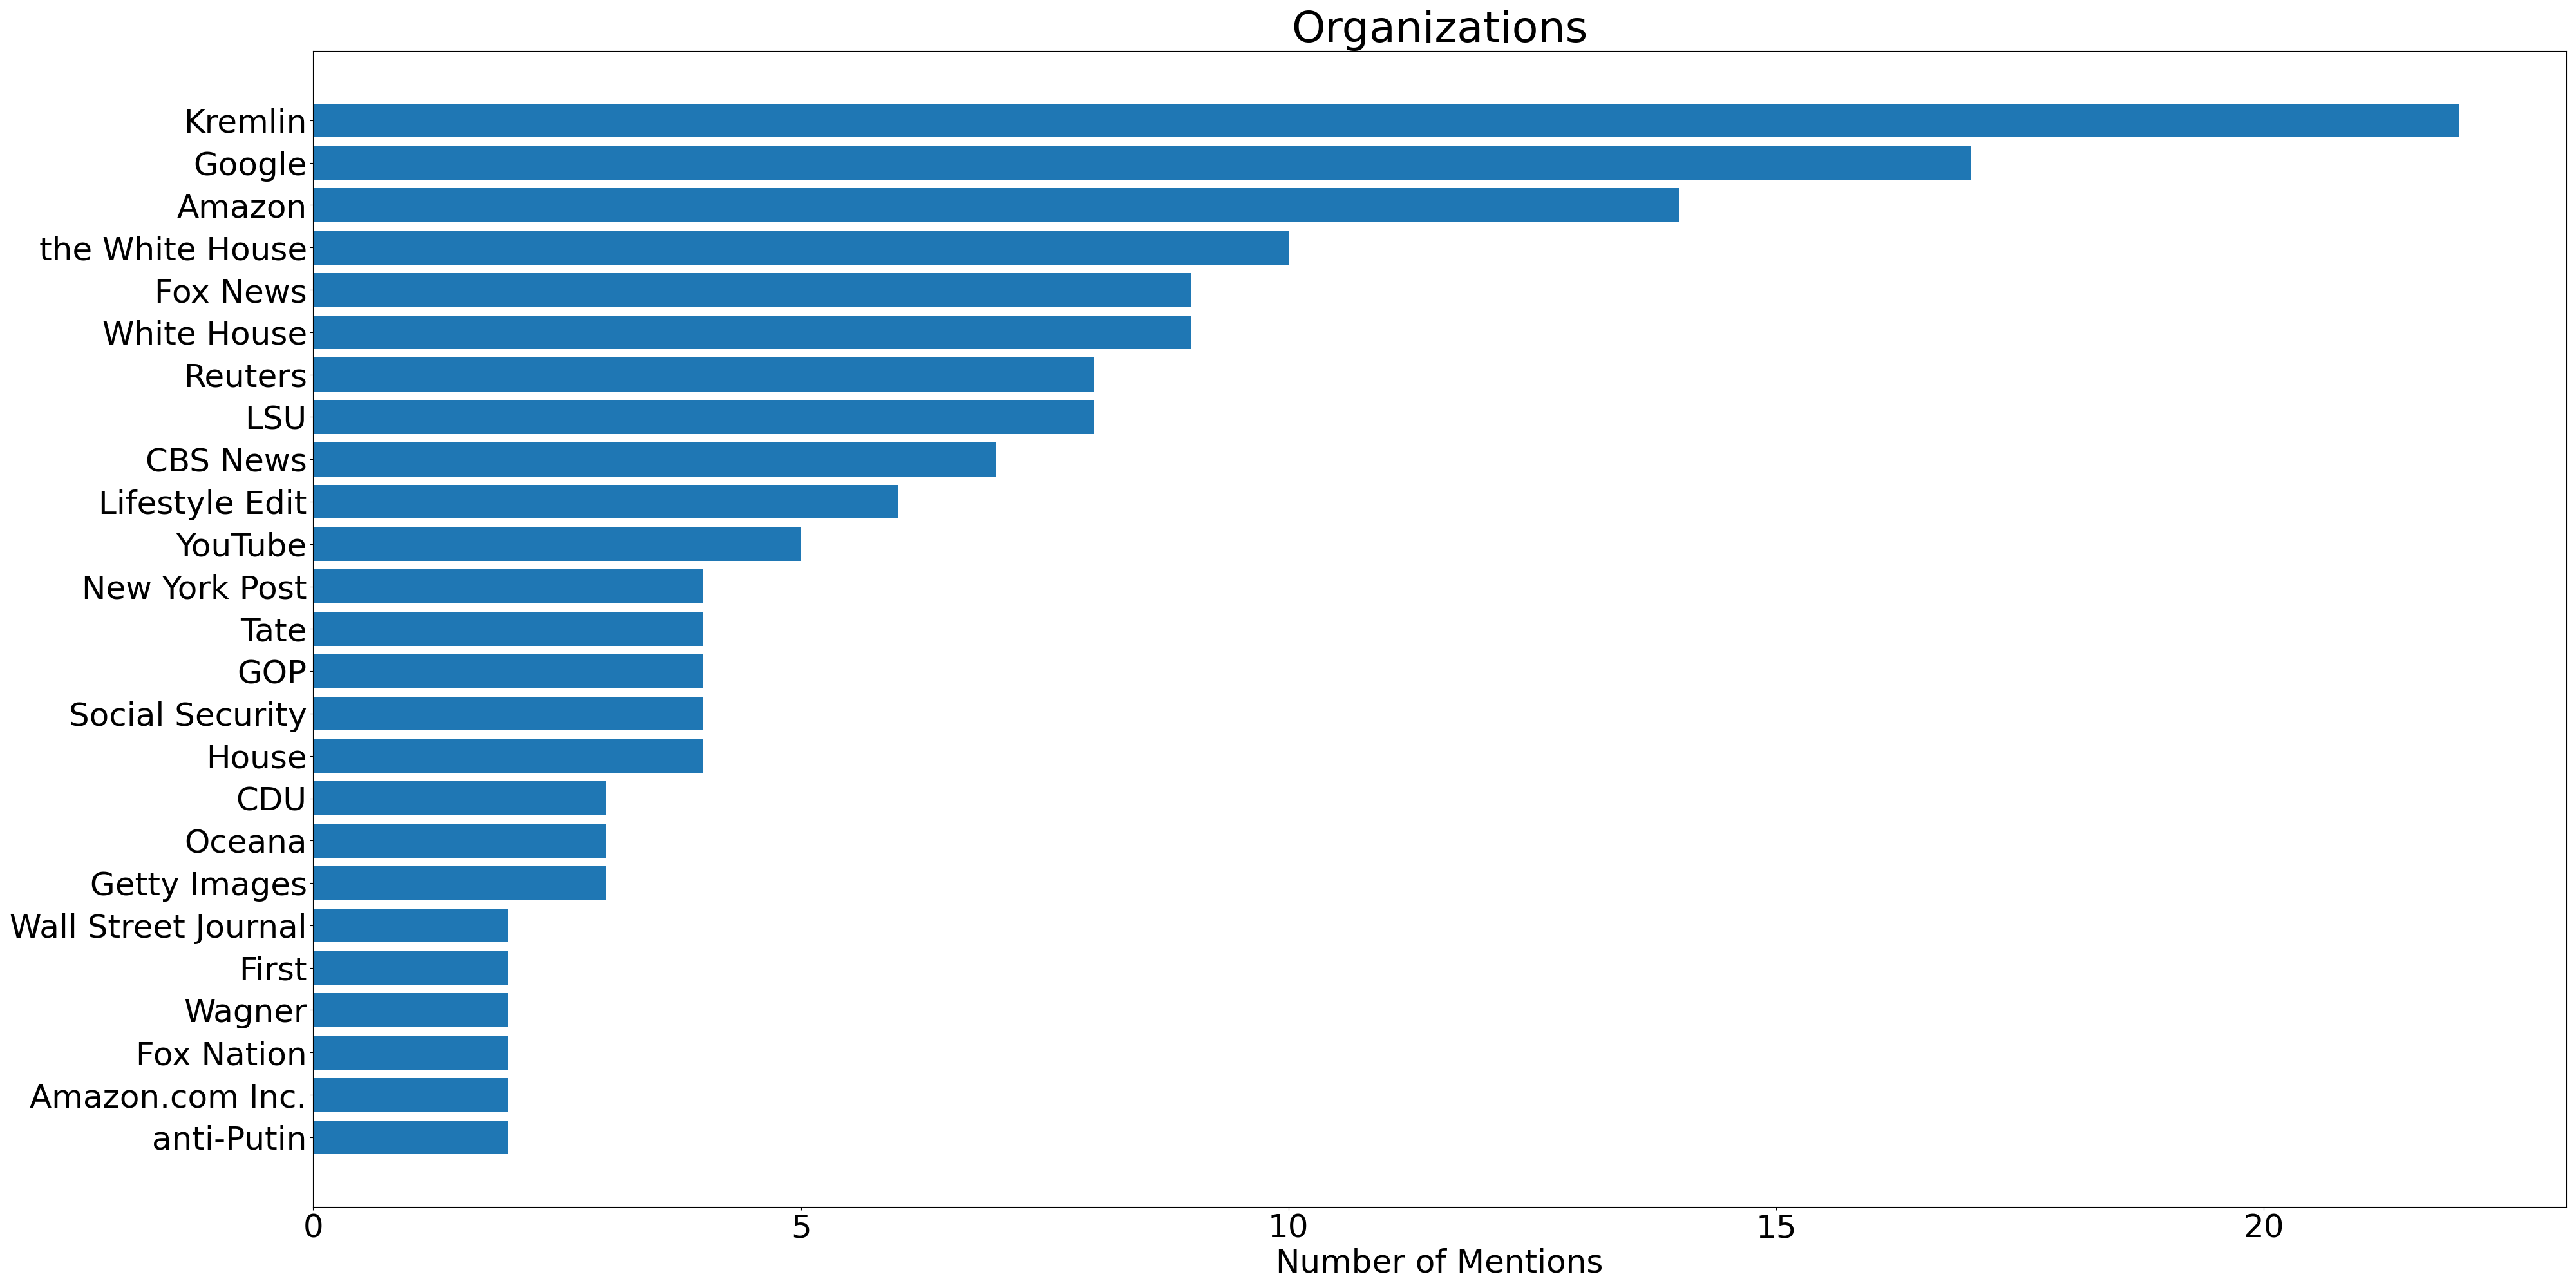 Organizations
Kremlin
Google
Amazon
the White House
Fox News
White House
Reuters
LSU
CBS News
Lifestyle Edit
YouTube
New York Post
Tate
GOP
Social Security
House
CDU
Oceana
Getty Images
Wall Street Journal
First
Wagner
Fox Nation
Amazon.com Inc.
anti-Putin
0 5 10 15 20
Number of Mentions